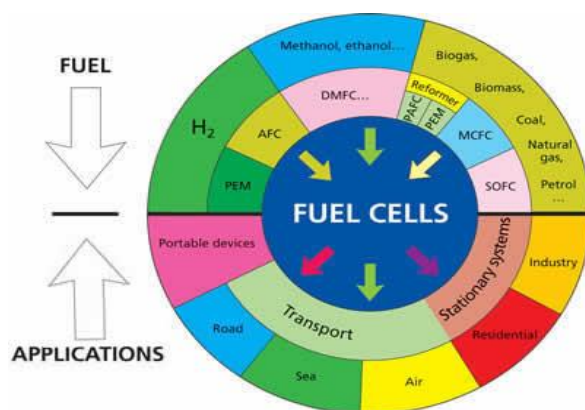 FUEL
Methanol, ethanol...
Biogas,
Biomass,
Coal,
Natural
gas,
Petrol
...
H2
DMFC...
Reformer
PAFC
PEM
AFC
MCFC
PEM
SOFC
FUEL CELLS
Portable devices
Stationary systems
Industry
Transport
Road
Residential
Sea
Air
APPLICATIONS